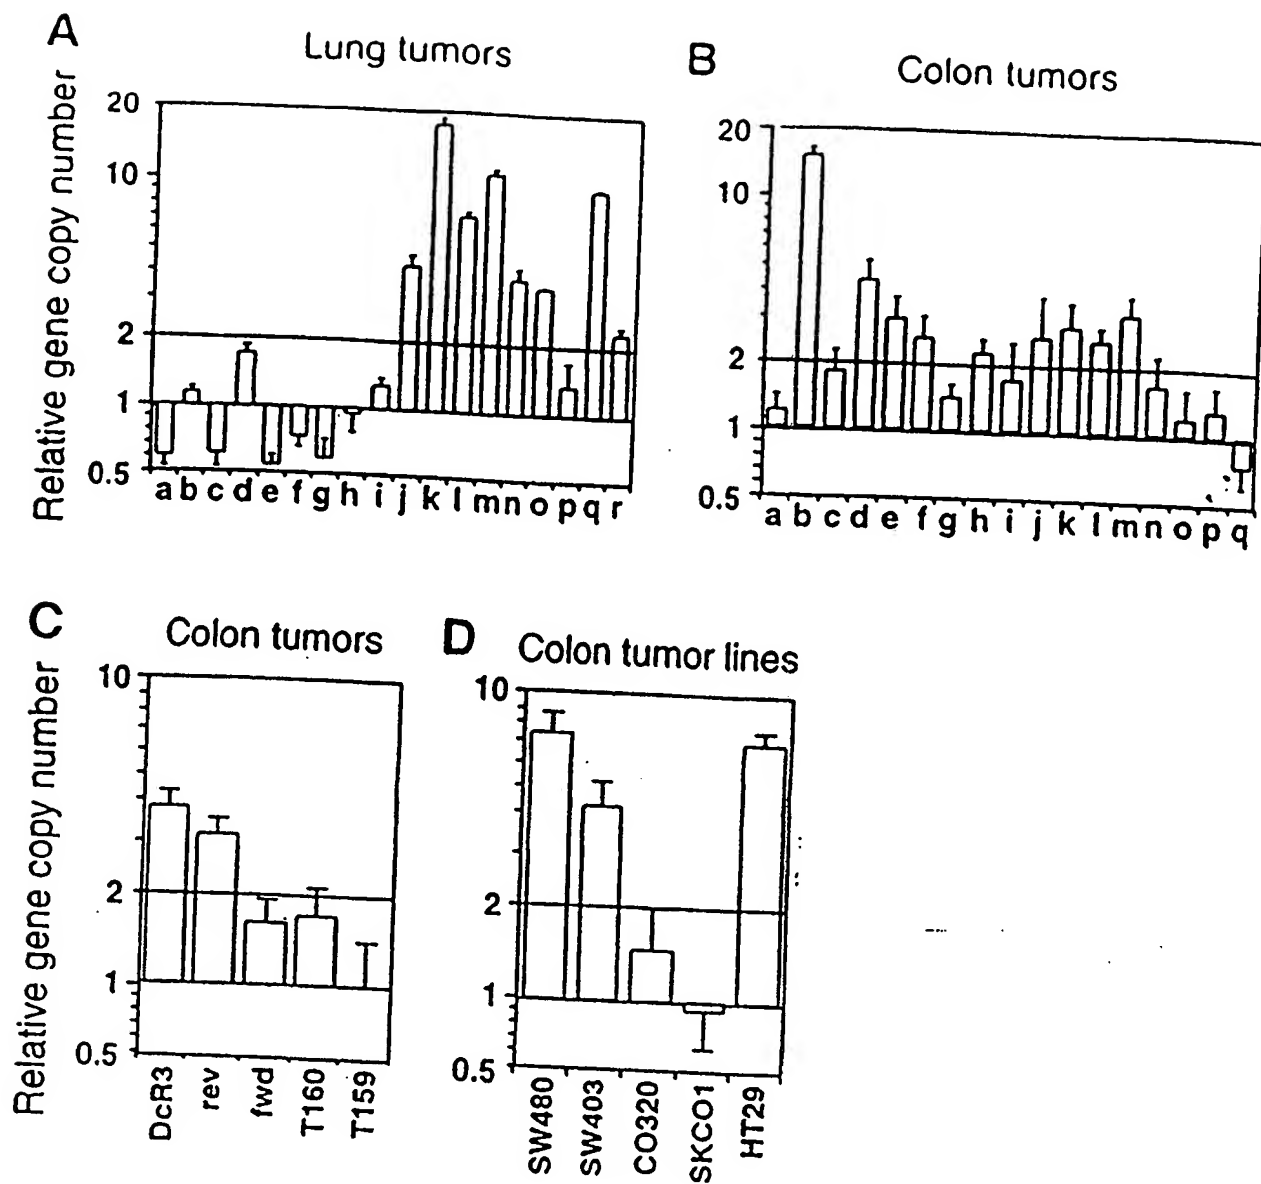 A
Lung tumors
Relative gene copy number
20
10
2
1
0.5
a b c d e f g h i j k l m n o p q r
B
Colon tumors
20
10
2
1
0.5
a b c d e f g h i j k l m n o p q
C
Colon tumors
Relative gene copy number
10
2
1
0.5
DcR3
rev
fwd
T160
T159
D
Colon tumor lines
10
2
1
0.5
SW480
SW403
CO320
SKCO1
HT29